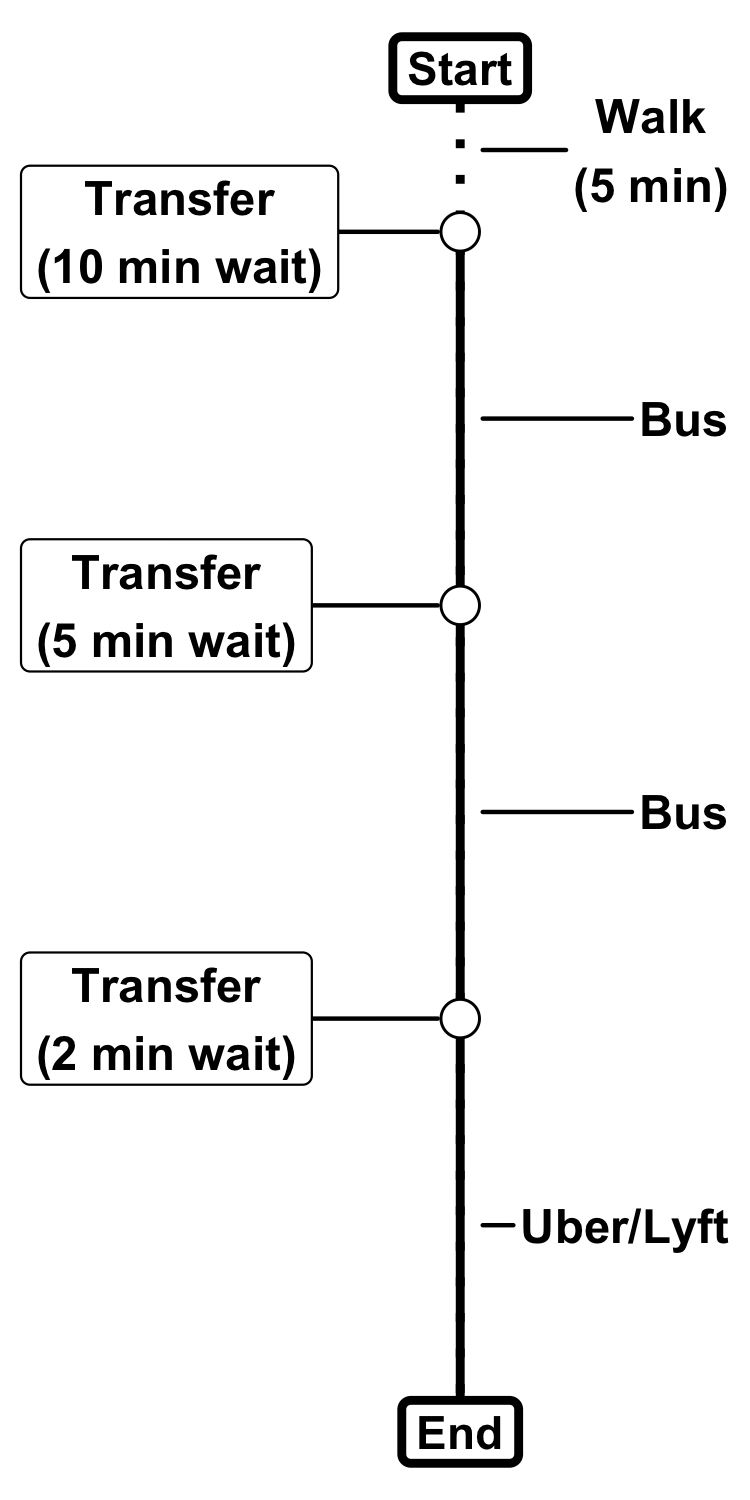 Start
Walk
(5 min)
Transfer
(10 min wait)
Bus
Transfer
(5 min wait)
Bus
Transfer
(2 min wait)
Uber/Lyft
End